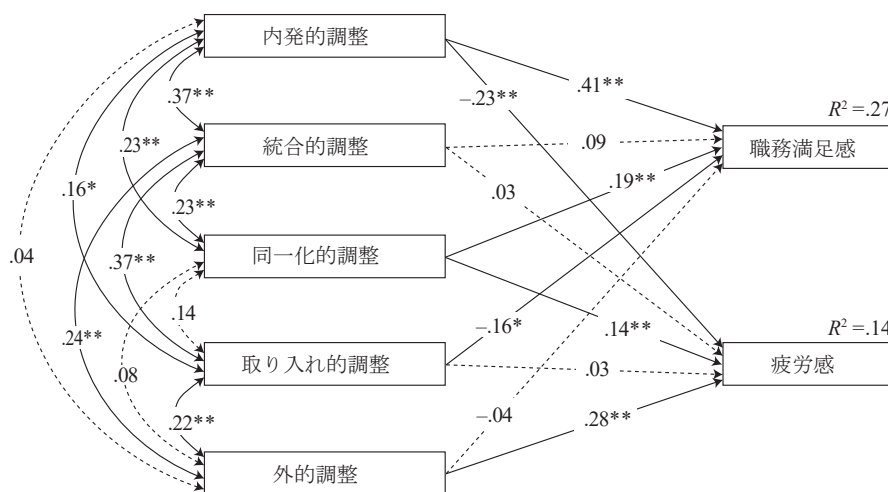 内発的調整
.37**
–.23**
.41**
R² =.27
職務満足感
.23**
統合的調整
.09
.16*
.19**
.03
.23**
.04
同一化的調整
.37**
.14
–.16*
.14**
R² =.14
.24**
取り入れ的調整
.03
疲労感
.08
–.04
.28**
.22**
外的調整